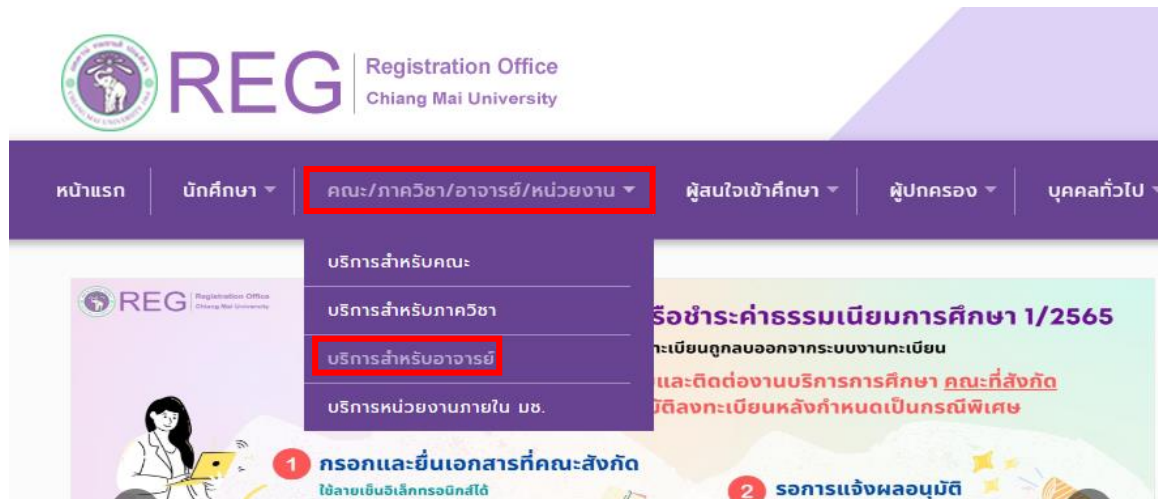 REG
Registration Office
Chiang Mai University
หน้าแรก
นักศึกษา
คณะ/ภาควิชา/อาจารย์/หน่วยงาน
ผู้สนใจเข้าศึกษา
ผู้ปกครอง
บุคคลทั่วไป
บริการสำหรับคณะ
บริการสำหรับภาควิชา
บริการสำหรับอาจารย์
บริการหน่วยงานภายใน มช.
REG
Registration Office
Chiang Mai University
รือชำระค่าธรรมเนียมการศึกษา 1/2565
ทะเบียนถูกลบออกจากระบบงานทะเบียน
และติดต่องานบริการการศึกษา คณะที่สังกัด
มัติลงทะเบียนหลังกำหนดเป็นกรณีพิเศษ
1 กรอกและยื่นเอกสารที่คณะสังกัด
ใช้ลายเซ็นอิเล็กทรอนิกส์ได้
2 รอการแจ้งผลอนุมัติ